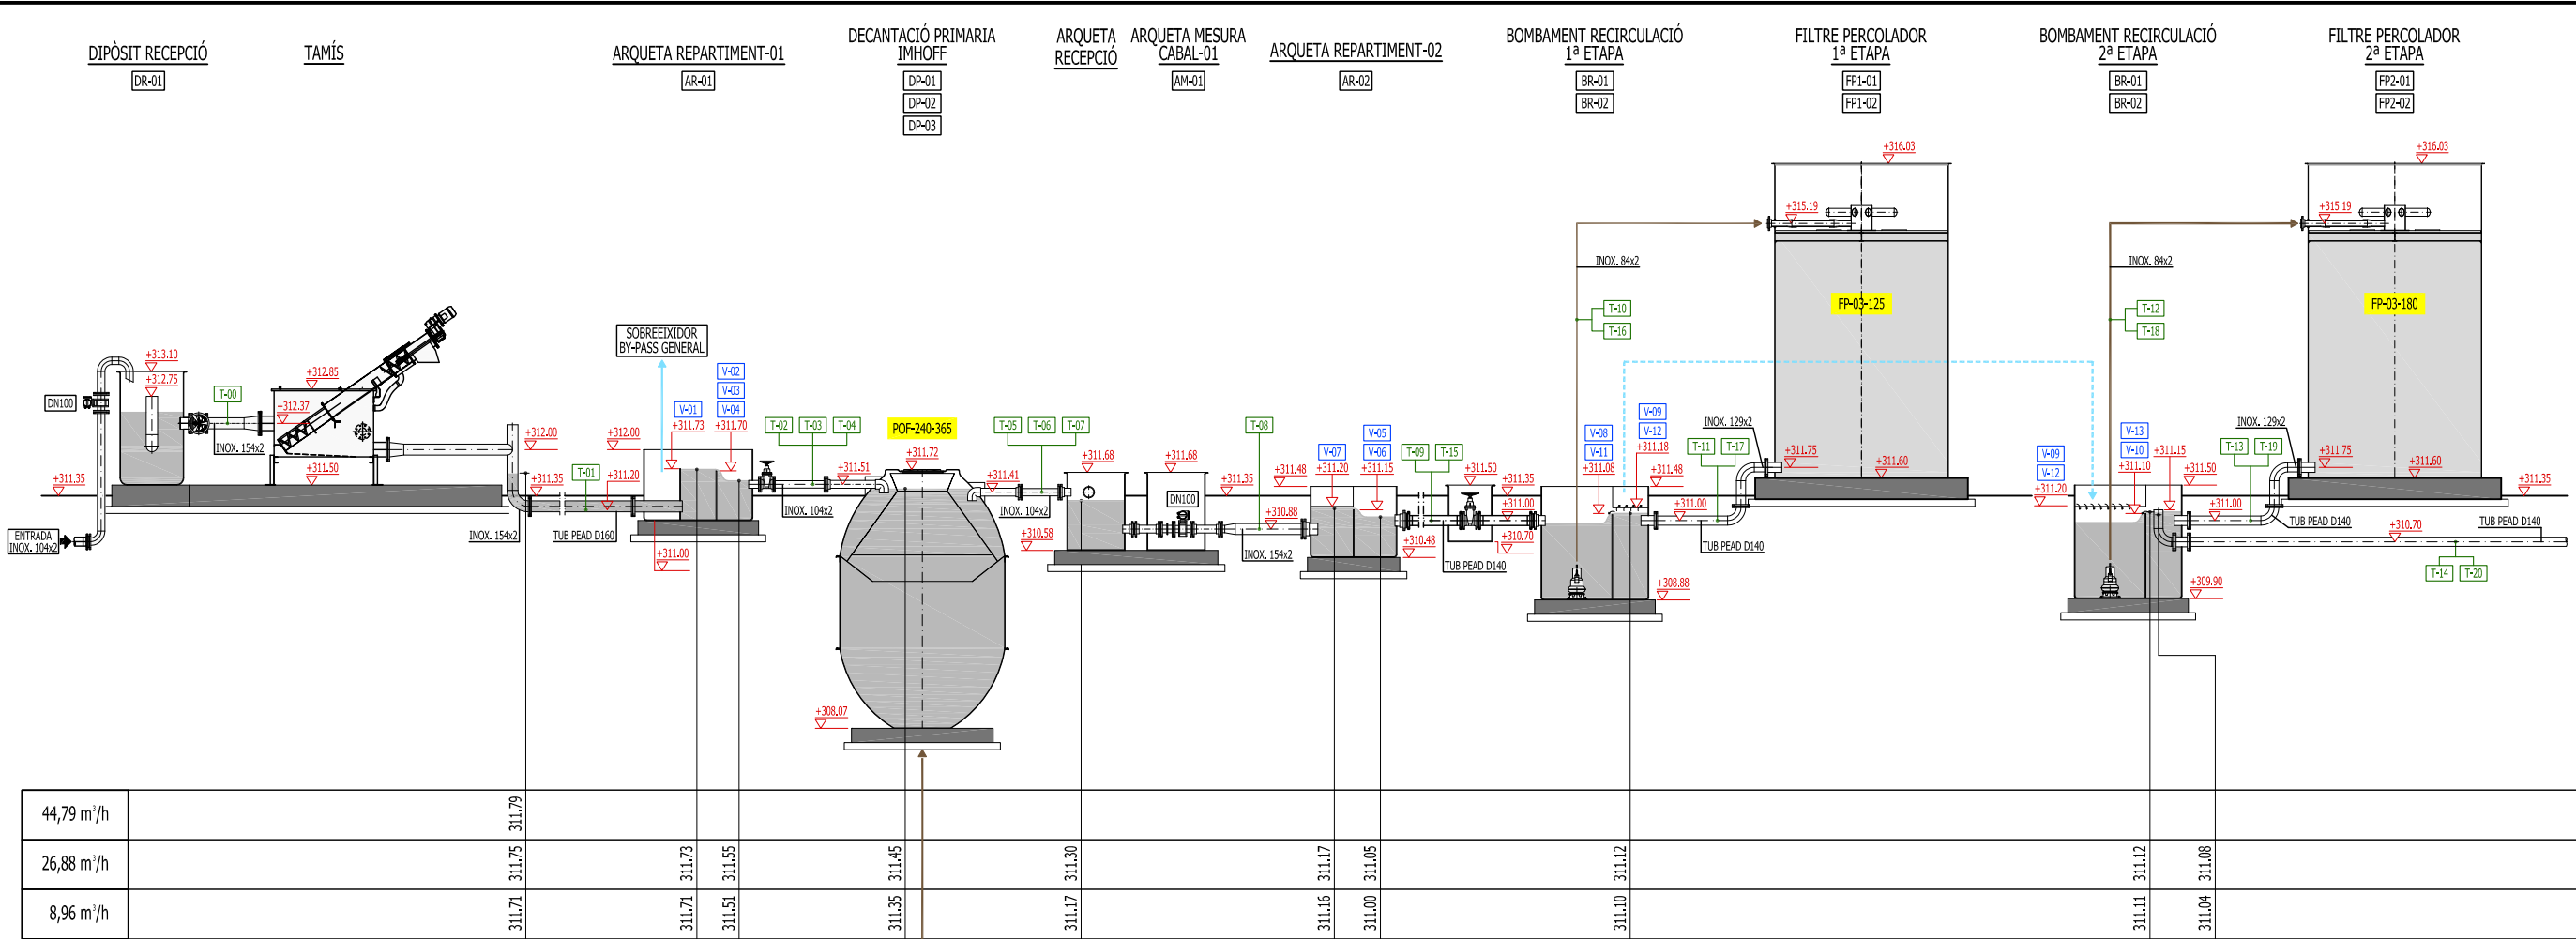 DIPÒSIT RECEPCIÓ
DR-01
TAMÍS
ARQUETA REPARTIMENT-01
AR-01
DECANTACIÓ PRIMARIA
IMHOFF
DP-01
DP-02
DP-03
ARQUETA
RECEPCIÓ
ARQUETA MESURA
CABAL-01
AM-01
ARQUETA REPARTIMENT-02
AR-02
BOMBAMENT RECIRCULACIÓ
1ª ETAPA
BR-01
BR-02
FILTRE PERCOLADOR
1ª ETAPA
FP1-01
FP1-02
BOMBAMENT RECIRCULACIÓ
2ª ETAPA
BR-01
BR-02
FILTRE PERCOLADOR
2ª ETAPA
FP2-01
FP2-02
+311.35
ENTRADA
INOX. 104x2
DN100
+313.10
+312.75
T-00
INOX. 154x2
+312.85
+312.37
+311.50
INOX. 154x2
+312.00
+311.35
T-01
TUB PEAD D160
+312.00
+311.20
+311.00
SOBREEIXIDOR
BY-PASS GENERAL
V-01
+311.73
V-02
V-03
V-04
+311.70
T-02
T-03
T-04
INOX. 104x2
+311.51
POF-240-365
+311.72
+311.41
+308.07
T-05
T-06
T-07
INOX. 104x2
+311.68
+310.58
+311.68
DN100
+311.35
T-08
+310.88
INOX. 154x2
+311.48
V-07
+311.20
V-05
V-06
+311.15
+310.48
T-09
T-15
TUB PEAD D140
+311.50
+311.35
+311.00
+310.70
INOX. 84x2
T-10
T-16
V-08
V-11
+311.08
V-09
V-12
+311.18
+311.48
+311.00
+308.88
T-11
T-17
INOX. 129x2
TUB PEAD D140
+316.03
+315.19
FP-03-125
+311.75
+311.60
INOX. 84x2
T-12
T-18
V-09
V-12
+311.20
V-13
V-10
+311.10
+311.15
+311.50
+311.00
+309.90
T-13
T-19
INOX. 129x2
TUB PEAD D140
+316.03
+315.19
FP-03-180
+311.75
+311.60
+311.35
+310.70
TUB PEAD D140
T-14
T-20
44,79 m³/h
311.79
26,88 m³/h
311.75
311.73
311.55
311.45
311.30
311.17
311.05
311.12
311.12
311.08
8,96 m³/h
311.71
311.71
311.51
311.35
311.17
311.16
311.00
311.10
311.11
311.04